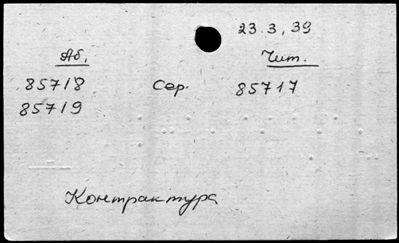 23.3.39
Аб. Чит.
85718 Сер. 85717
85719
Контрактура